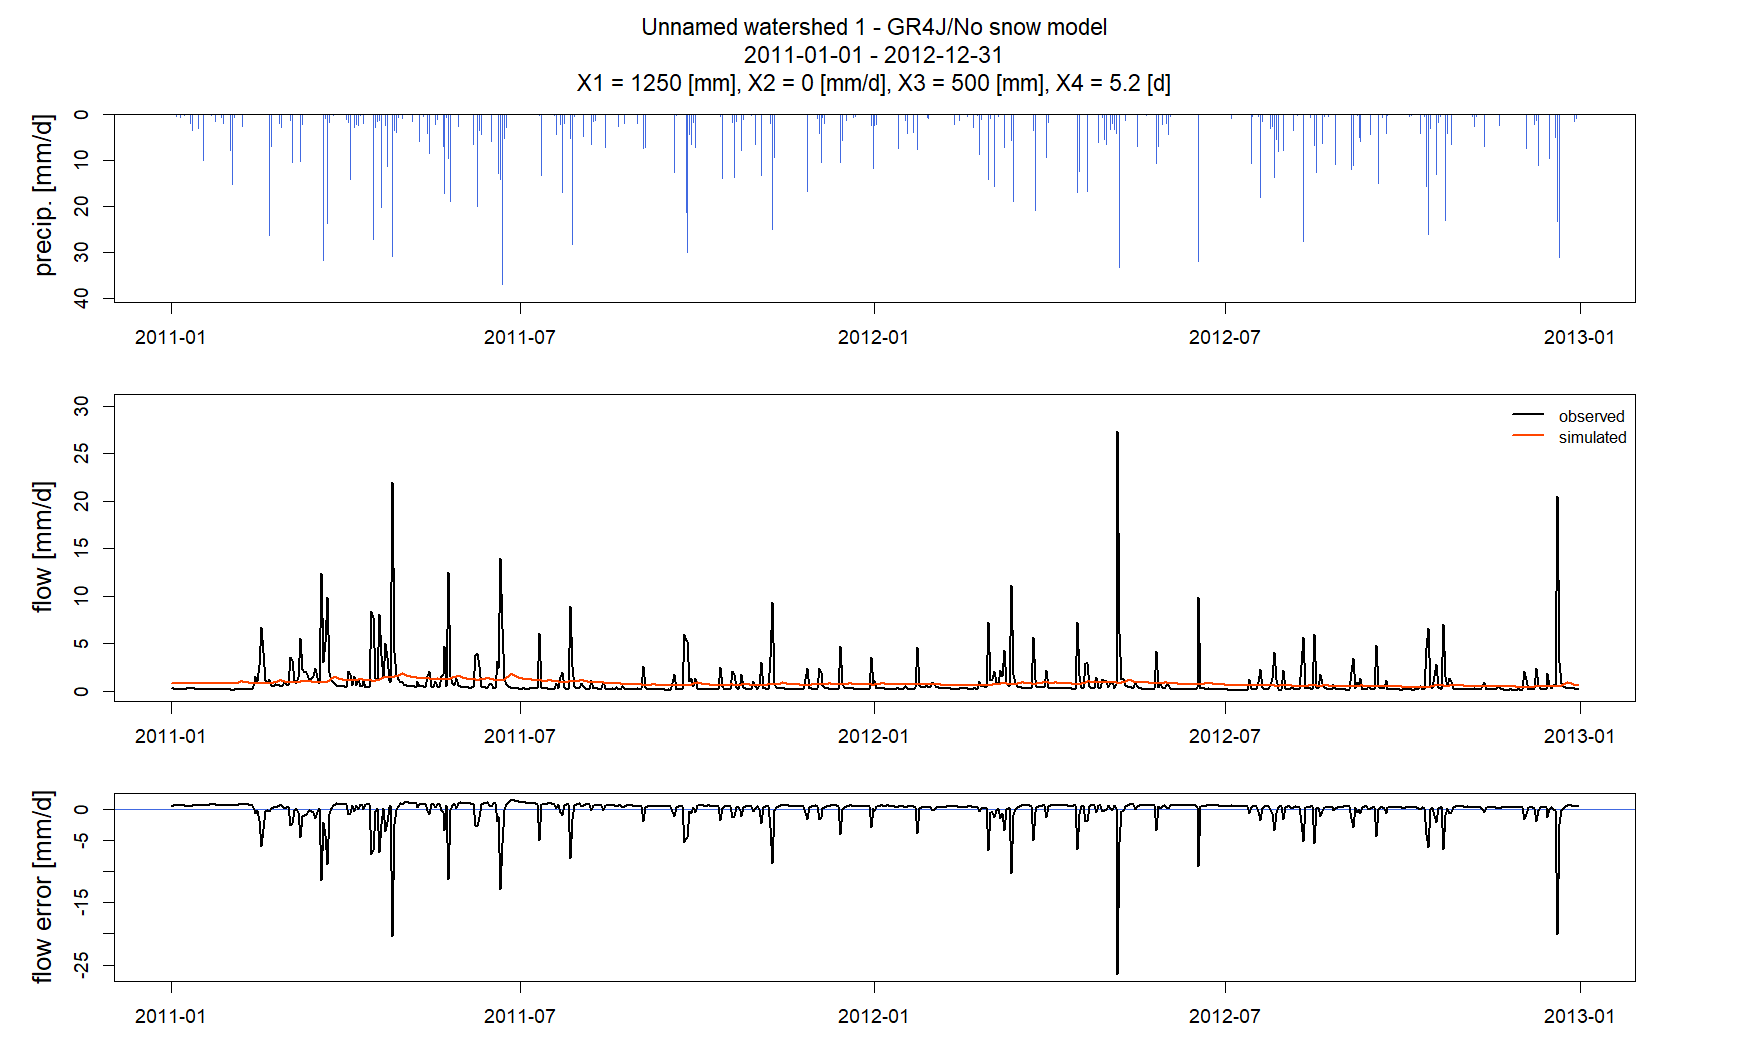 Unnamed watershed 1 - GR4J/No snow model
2011-01-01 - 2012-12-31
X1 = 1250 [mm], X2 = 0 [mm/d], X3 = 500 [mm], X4 = 5.2 [d]
precip. [mm/d]
0
10
20
30
40
2011-01 2011-07 2012-01 2012-07 2013-01
flow [mm/d]
30
25
20
15
10
5
0
observed
simulated
2011-01 2011-07 2012-01 2012-07 2013-01
flow error [mm/d]
0
-5
-15
-25
2011-01 2011-07 2012-01 2012-07 2013-01